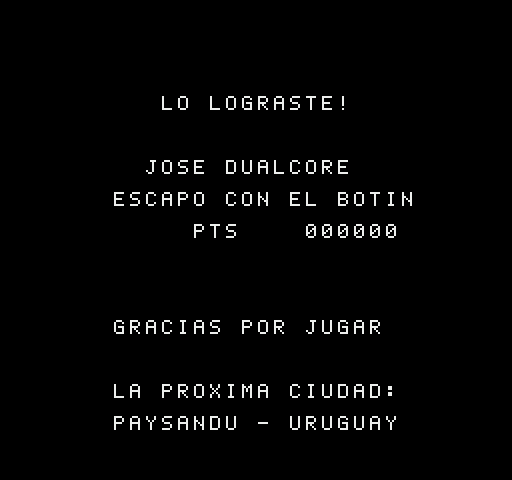 LO LOGRASTE!
JOSE DUALCORE
ESCAPO CON EL BOTIN
PTS 000000
GRACIAS POR JUGAR
LA PROXIMA CIUDAD:
PAYSANDU - URUGUAY